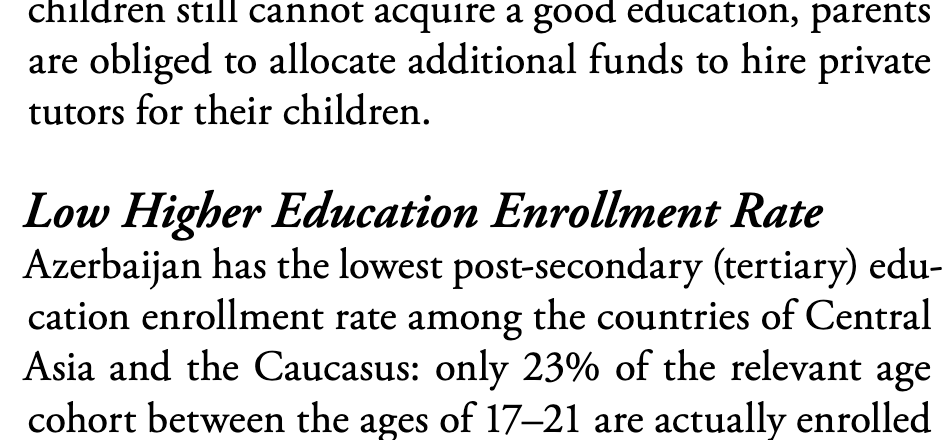 children still cannot acquire a good education, parents
are obliged to allocate additional funds to hire private
tutors for their children.
Low Higher Education Enrollment Rate
Azerbaijan has the lowest post-secondary (tertiary) edu-
cation enrollment rate among the countries of Central
Asia and the Caucasus: only 23% of the relevant age
cohort between the ages of 17–21 are actually enrolled